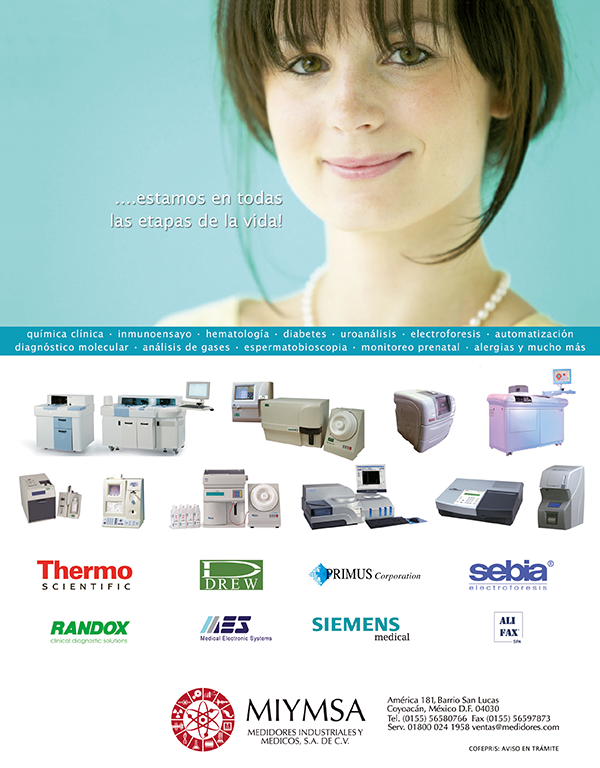 ....estamos en todas
las etapas de la vida!
química clínica · inmunoensayo · hematología · diabetes · uroanálisis · electroforesis · automatización
diagnóstico molecular · análisis de gases · espermatobioscopia · monitoreo prenatal · alergias y mucho más
Thermo
SCIENTIFIC
D
DREW
PRIMUS Corporation
sebia®
electroforesis
RANDOX
clinical diagnostic solutions
MES
Medical Electronic Systems
SIEMENS
medical
ALI
FAX®
SPA
MIYMSA
MEDIDORES INDUSTRIALES Y
MEDICOS, S.A. DE C.V.
América 181, Barrio San Lucas
Coyoacán, México D.F. 04030
Tel. (0155) 56580766 Fax (0155) 56597873
Serv. 01800 024 1958 ventas@medidores.com
COFEPRIS: AVISO EN TRÁMITE